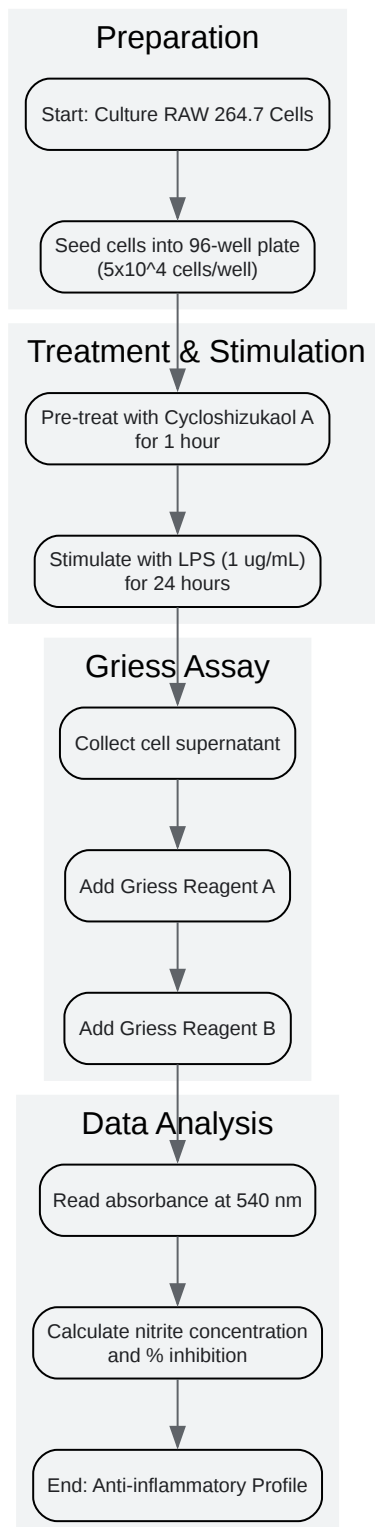 Preparation
Start: Culture RAW 264.7 Cells
Seed cells into 96-well plate
(5x10^4 cells/well)
Treatment & Stimulation
Pre-treat with Cycloshizukaol A
for 1 hour
Stimulate with LPS (1 ug/mL)
for 24 hours
Griess Assay
Collect cell supernatant
Add Griess Reagent A
Add Griess Reagent B
Data Analysis
Read absorbance at 540 nm
Calculate nitrite concentration
and % inhibition
End: Anti-inflammatory Profile